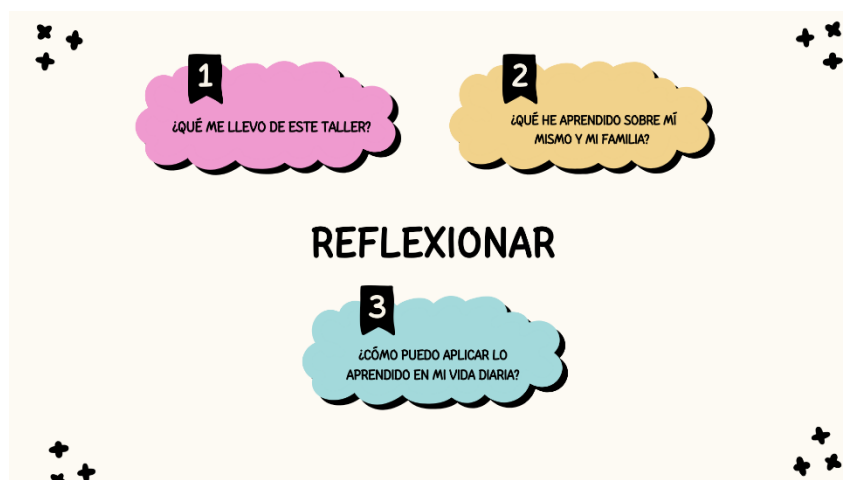 1
¿QUÉ ME LLEVO DE ESTE TALLER?
2
¿QUÉ HE APRENDIDO SOBRE MÍ
MISMO Y MI FAMILIA?
REFLEXIONAR
3
¿CÓMO PUEDO APLICAR LO
APRENDIDO EN MI VIDA DIARIA?